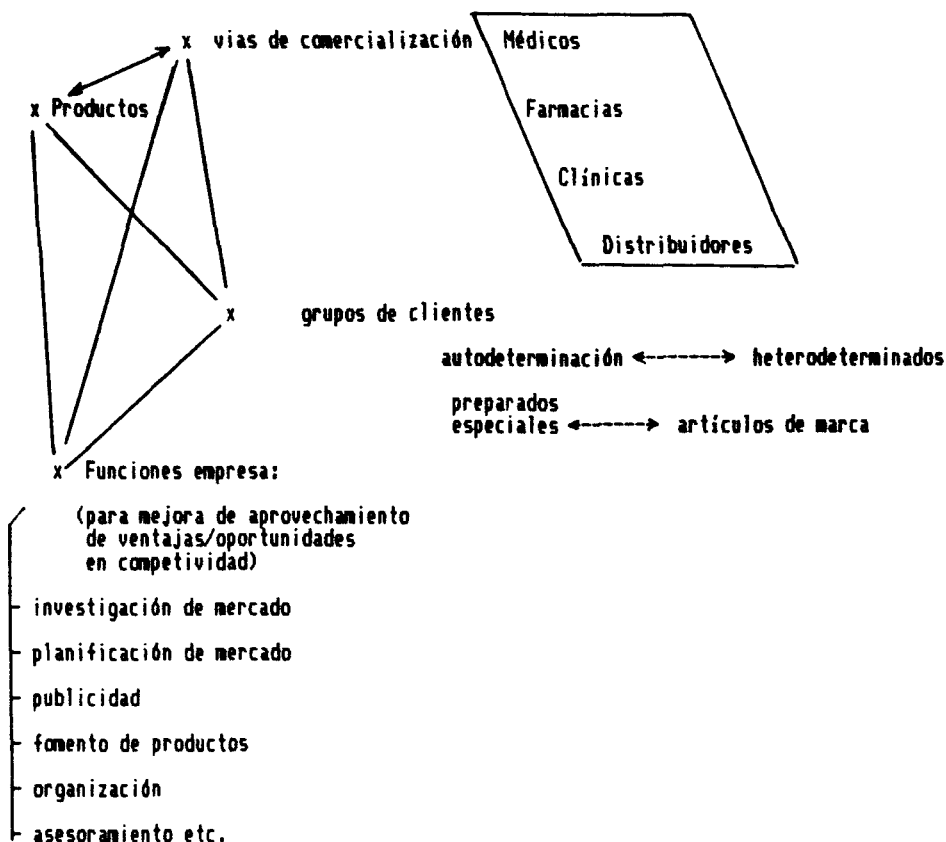 x vias de comercialización
Médicos
x Productos
Farmacias
Clínicas
Distribuidores
x grupos de clientes
autodeterminación <------> heterodeterminados
preparados
especiales <------> artículos de marca
x Funciones empresa:
(para mejora de aprovechamiento
de ventajas/oportunidades
en competividad)
investigación de mercado
planificación de mercado
publicidad
fomento de productos
organización
asesoramiento etc.